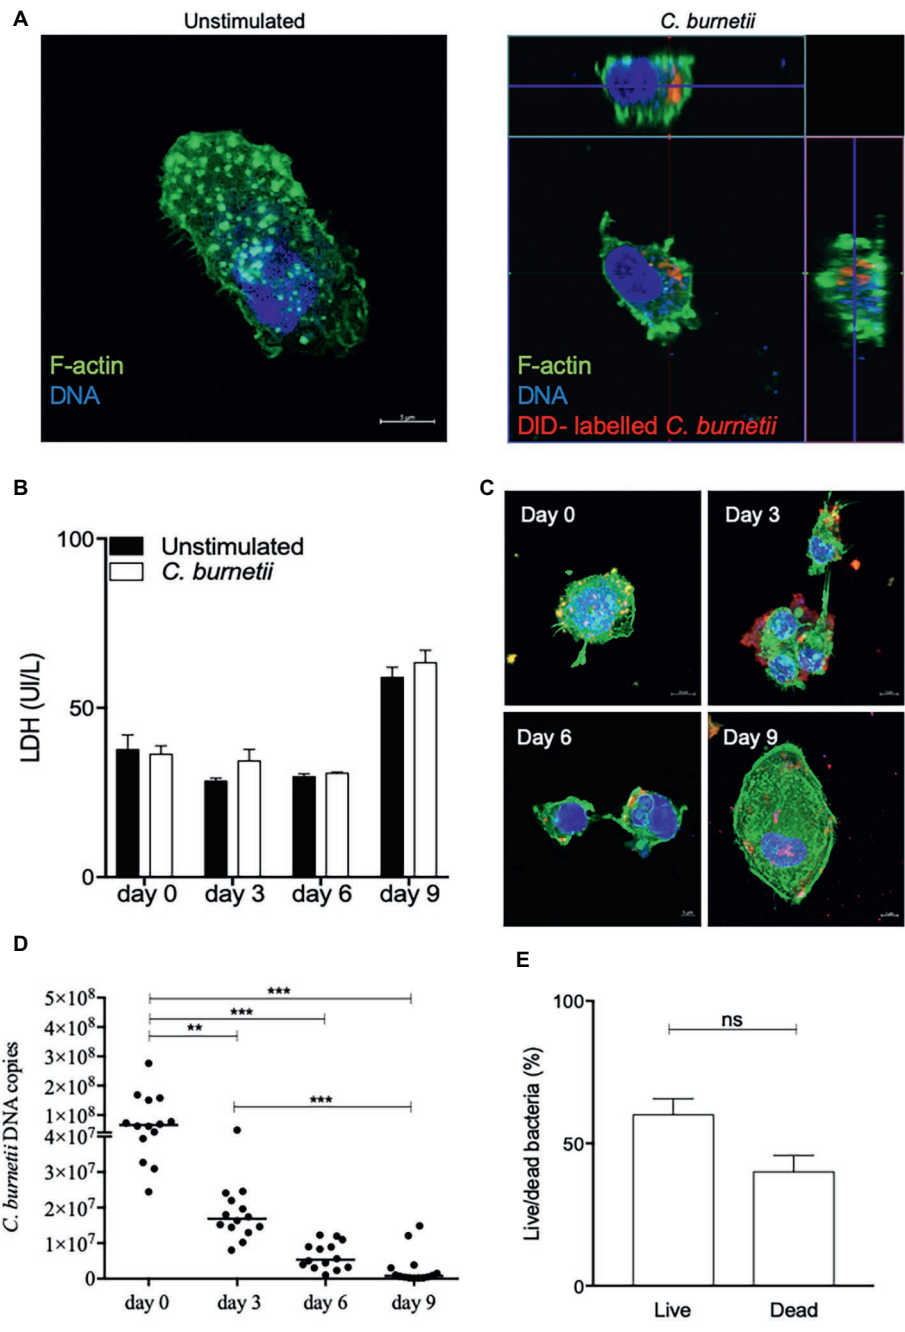 A
Unstimulated
C. burnetii
F-actin
DNA
5 µm
F-actin
DNA
DID- labelled C. burnetii
B
100
50
0
LDH (UI/L)
Unstimulated
C. burnetii
day 0 day 3 day 6 day 9
C
Day 0
Day 3
Day 6
Day 9
D
C. burnetii DNA copies
5×10⁸
4×10⁸
3×10⁸
2×10⁸
1×10⁸
4×10⁷
3×10⁷
2×10⁷
1×10⁷
0
***
***
**
***
day 0 day 3 day 6 day 9
E
Live/dead bacteria (%)
100
50
0
ns
Live Dead